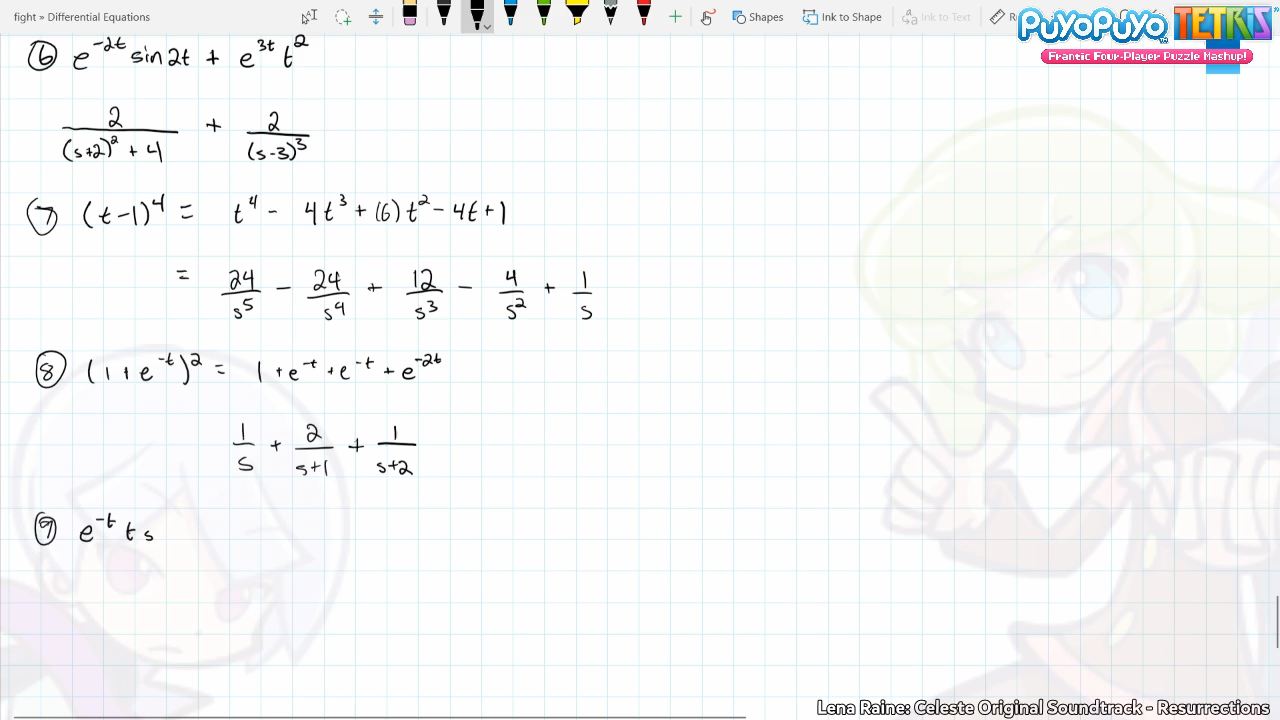 fight » Differential Equations Shapes Ink to Shape Ink to Text
PuyoPuyo TETRIS
Frantic Four-Player Puzzle Mashup!
⑥ e^{-2t} sin 2t + e^{3t} t^2
2/((s+2)^2 + 4) + 2/(s-3)^3
⑦ (t-1)^4 = t^4 - 4t^3 + (6)t^2 - 4t + 1
= 24/s^5 - 24/s^4 + 12/s^3 - 4/s^2 + 1/s
⑧ (1+e^{-t})^2 = 1 + e^{-t} + e^{-t} + e^{-2t}
1/s + 2/(s+1) + 1/(s+2)
⑨ e^{-t} t s
Lena Raine: Celeste Original Soundtrack - Resurrections